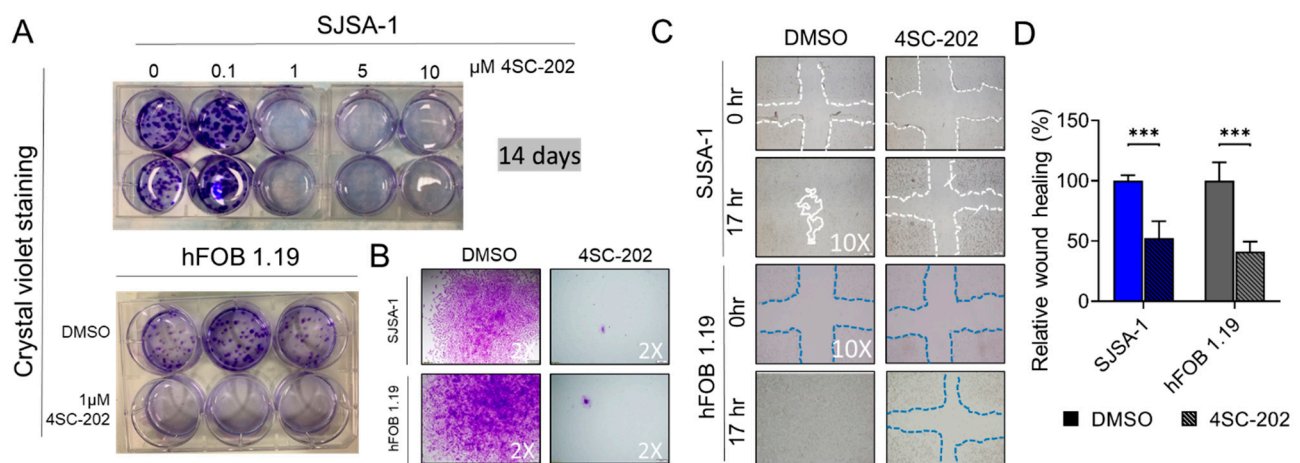 A
SJSA-1
0 0.1 1 5 10 µM 4SC-202
14 days
Crystal violet staining
hFOB 1.19
DMSO
1µM
4SC-202
B
DMSO 4SC-202
SJSA-1
2X 2X
hFOB 1.19
2X 2X
C
DMSO 4SC-202
SJSA-1
0 hr
17 hr
10X
hFOB 1.19
0hr
10X
17 hr
D
Relative wound healing (%)
150
100
50
0
*** ***
SJSA-1
hFOB 1.19
DMSO 4SC-202